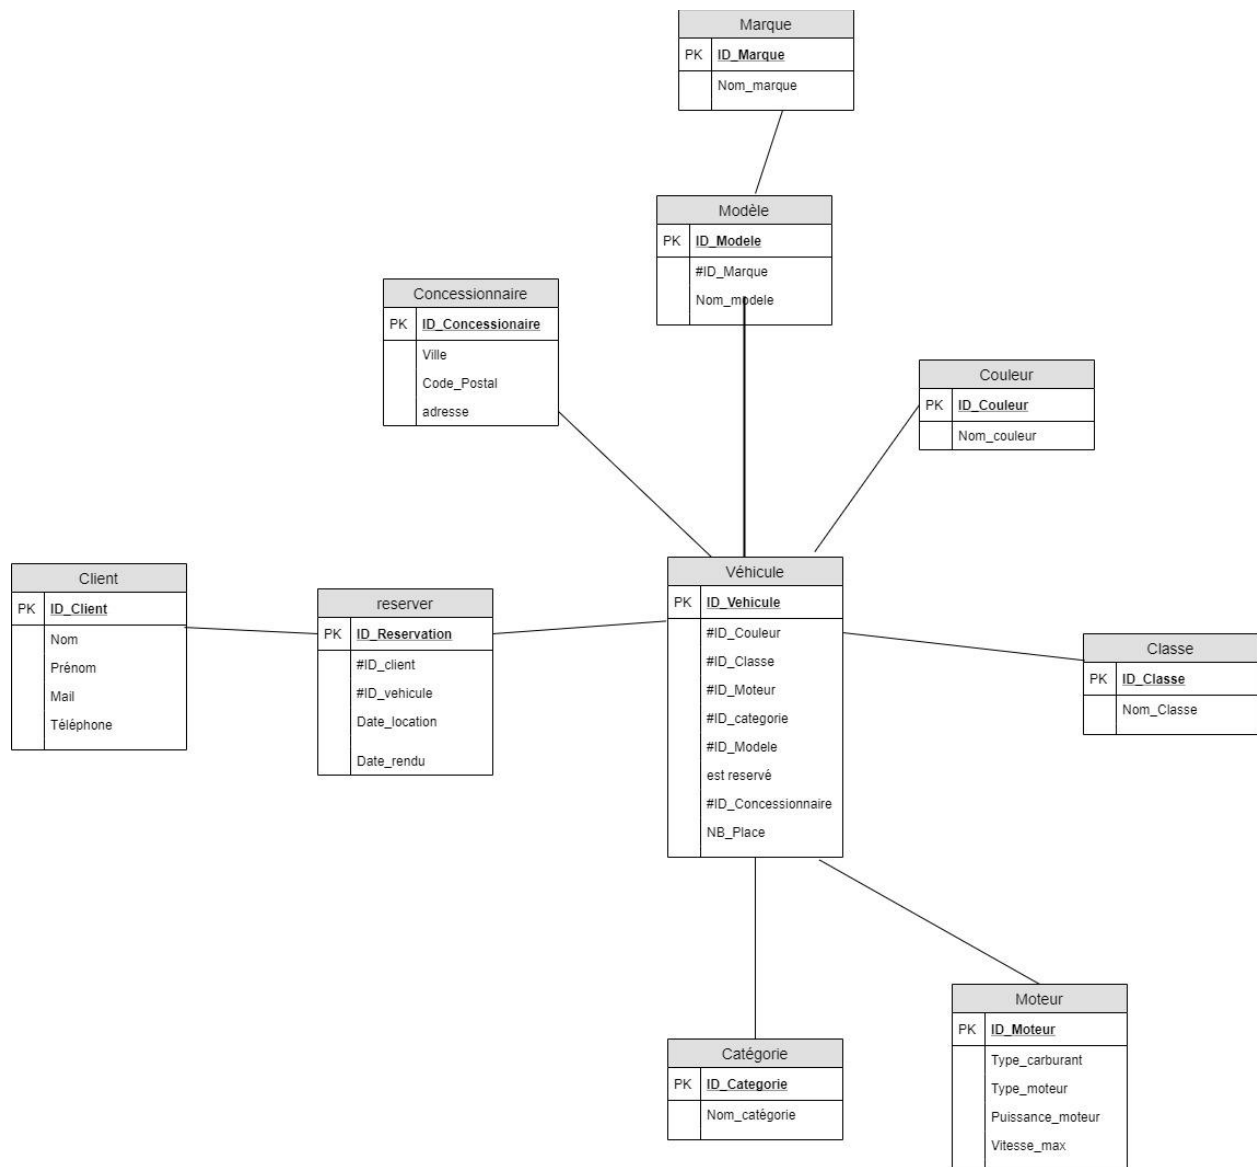 Marque
PK ID_Marque
Nom_marque
Modèle
PK ID_Modele
#ID_Marque
Nom_modele
Concessionnaire
PK ID_Concessionaire
Ville
Code_Postal
adresse
Couleur
PK ID_Couleur
Nom_couleur
Client
PK ID_Client
Nom
Prénom
Mail
Téléphone
reserver
PK ID_Reservation
#ID_client
#ID_vehicule
Date_location
Date_rendu
Véhicule
PK ID_Vehicule
#ID_Couleur
#ID_Classe
#ID_Moteur
#ID_categorie
#ID_Modele
est reservé
#ID_Concessionnaire
NB_Place
Classe
PK ID_Classe
Nom_Classe
Catégorie
PK ID_Categorie
Nom_catégorie
Moteur
PK ID_Moteur
Type_carburant
Type_moteur
Puissance_moteur
Vitesse_max